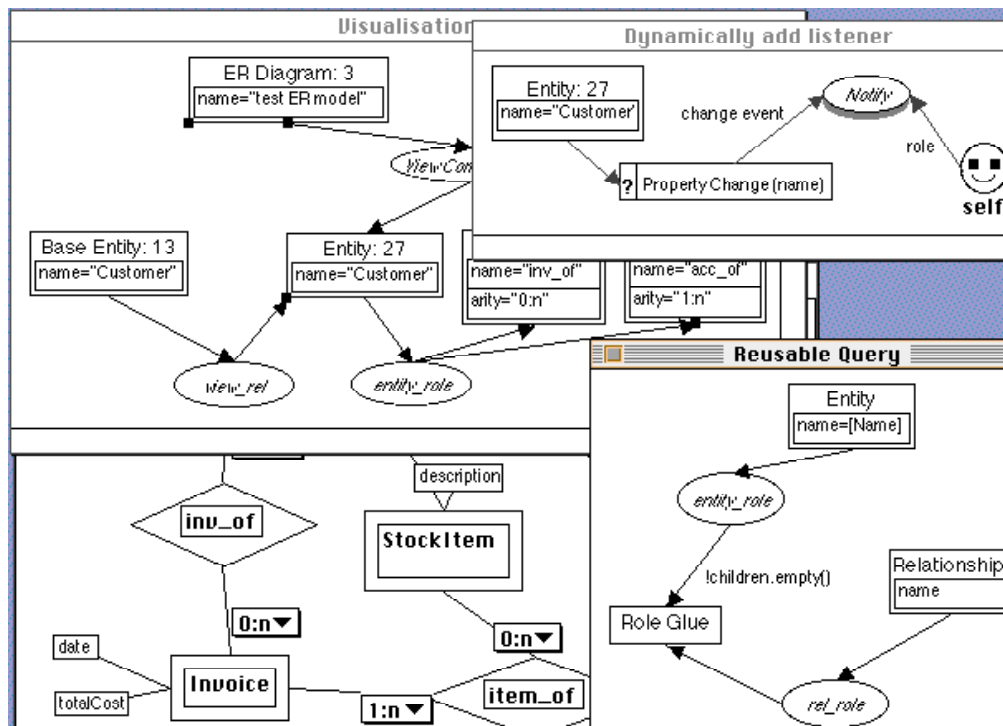 Visualisation
Dynamically add listener
ER Diagram: 3
name="test ER model"
Entity: 27
name="Customer'
Notify
change event
role
? PropertyChange(name)
self
Base Entity: 13
name="Customer"
Entity: 27
name="Customer"
name="inv_of"
arity="0:n"
name="acc_of"
arity="1:n"
view_rel
entity_role
Reusable Query
Entity
name=[Name]
entity_role
!children.empty()
Relationship
name
Role Glue
rel_role
description
inv_of
StockItem
0:n
0:n
date
Invoice
totalCost
1:n
item_of